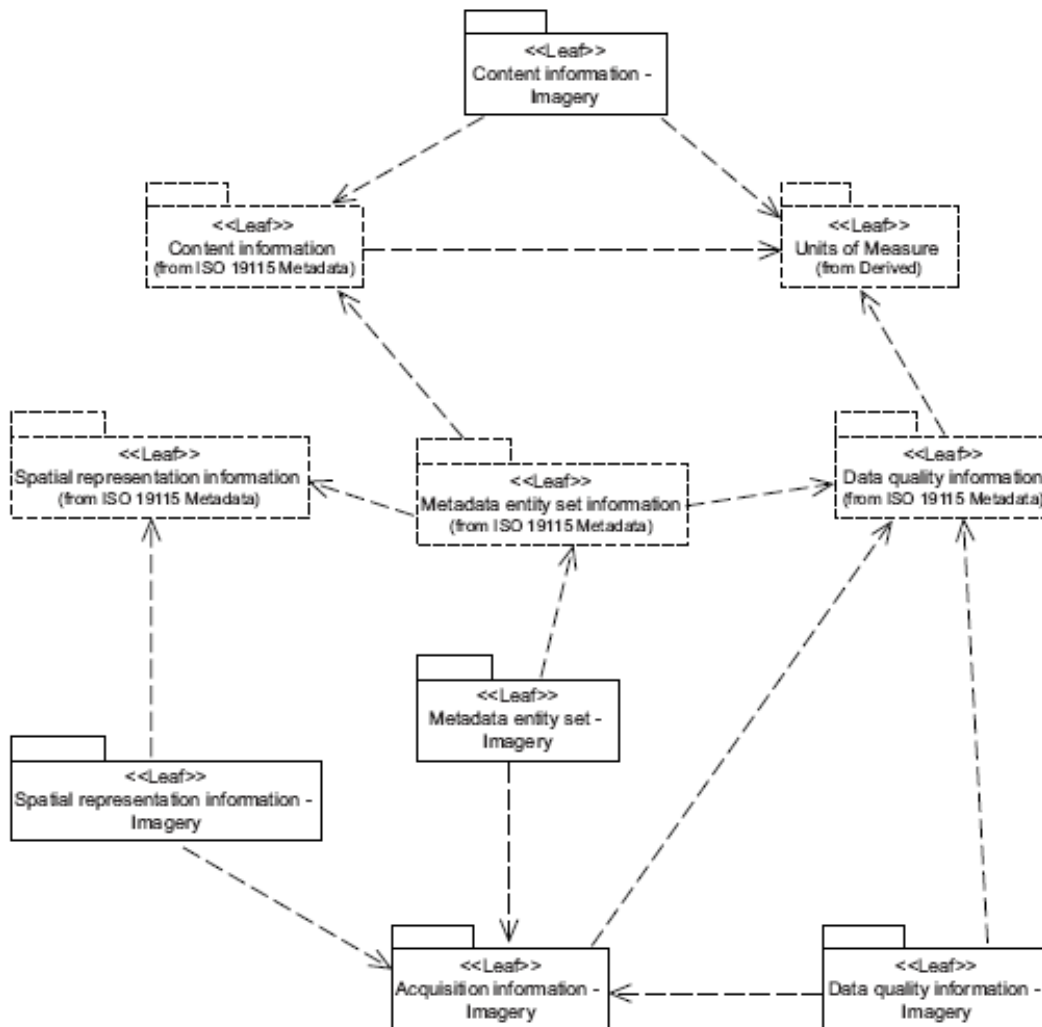 <<Leaf>>
Content information -
Imagery
<<Leaf>>
Content information
(from ISO 19115 Metadata)
<<Leaf>>
Units of Measure
(from Derived)
<<Leaf>>
Spatial representation information
(from ISO 19115 Metadata)
<<Leaf>>
Metadata entity set information
(from ISO 19115 Metadata)
<<Leaf>>
Data quality information
(from ISO 19115 Metadata)
<<Leaf>>
Metadata entity set -
Imagery
<<Leaf>>
Spatial representation information -
Imagery
<<Leaf>>
Acquisition information -
Imagery
<<Leaf>>
Data quality information -
Imagery